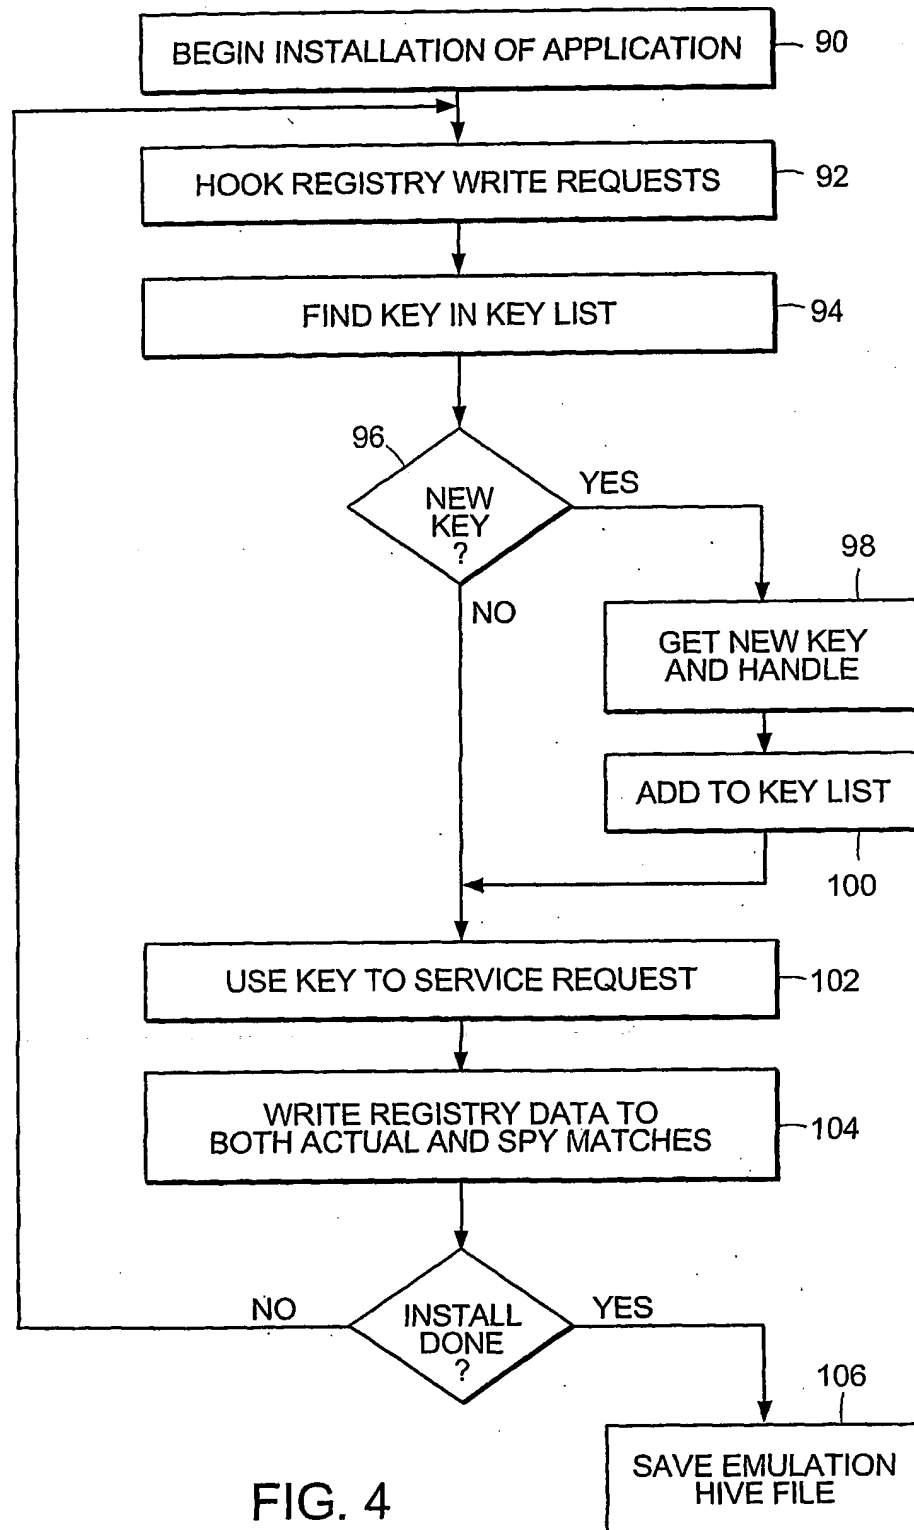 BEGIN INSTALLATION OF APPLICATION
90
HOOK REGISTRY WRITE REQUESTS
92
FIND KEY IN KEY LIST
94
96
NEW
KEY
?
YES
NO
98
GET NEW KEY
AND HANDLE
ADD TO KEY LIST
100
USE KEY TO SERVICE REQUEST
102
WRITE REGISTRY DATA TO
BOTH ACTUAL AND SPY MATCHES
104
NO
INSTALL
DONE
?
YES
106
SAVE EMULATION
HIVE FILE
FIG. 4